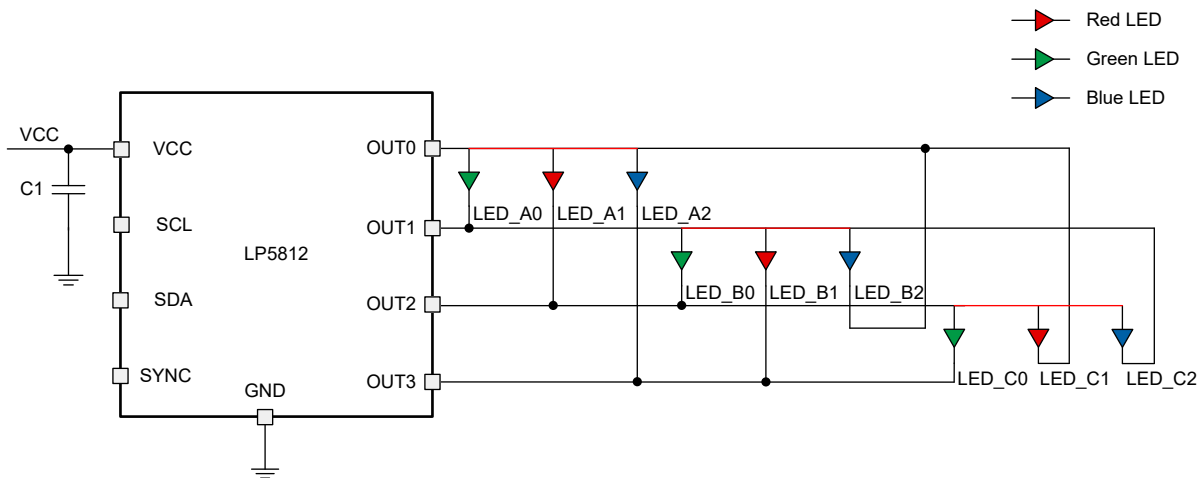 Red LED
Green LED
Blue LED
VCC
VCC
OUT0
C1
LED_A0
LED_A1
LED_A2
SCL
OUT1
LP5812
LED_B0
LED_B1
LED_B2
SDA
OUT2
SYNC
OUT3
GND
LED_C0
LED_C1
LED_C2